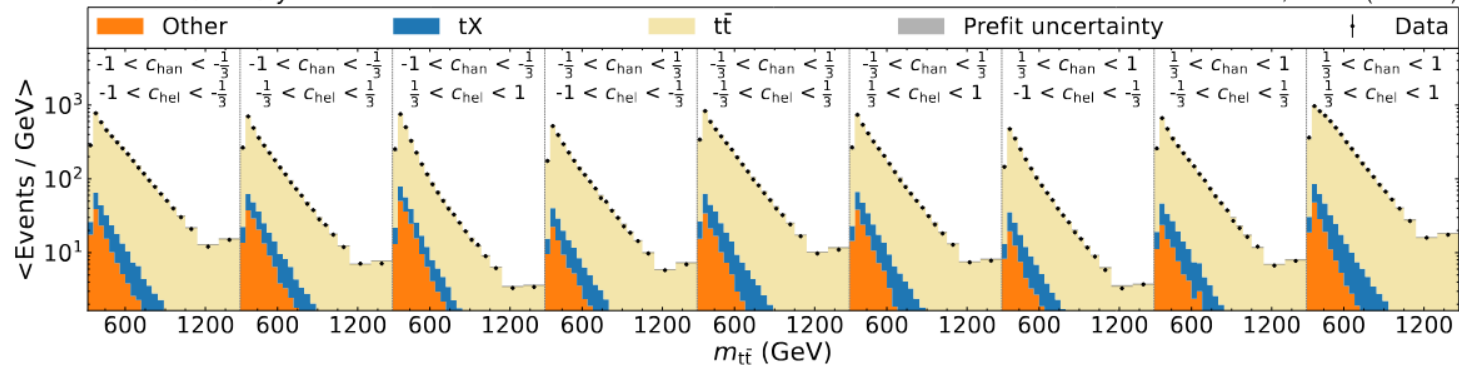 Other tX tt̄ Prefit uncertainty Data
-1 < c_han < -1/3 -1 < c_han < -1/3 -1 < c_han < -1/3 -1/3 < c_han < 1/3 -1/3 < c_han < 1/3 -1/3 < c_han < 1/3 1/3 < c_han < 1 1/3 < c_han < 1 1/3 < c_han < 1
-1 < c_hel < -1/3 -1/3 < c_hel < 1/3 1/3 < c_hel < 1 -1 < c_hel < -1/3 -1/3 < c_hel < 1/3 1/3 < c_hel < 1 -1 < c_hel < -1/3 -1/3 < c_hel < 1/3 1/3 < c_hel < 1
10³
10²
10¹
<Events / GeV>
600 1200 600 1200 600 1200 600 1200 600 1200 600 1200 600 1200 600 1200 600 1200
m_tt̄ (GeV)